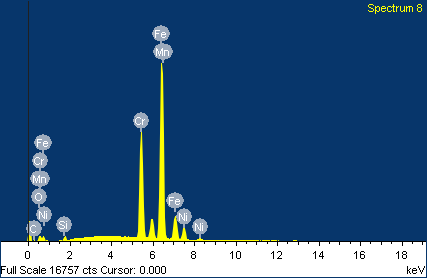 Spectrum 8
Fe
Mn
Cr
Fe
Cr
Mn
O
Ni
C
Si
Fe
Ni
Ni
0 2 4 6 8 10 12 14 16 18
Full Scale 16757 cts Cursor: 0.000 keV